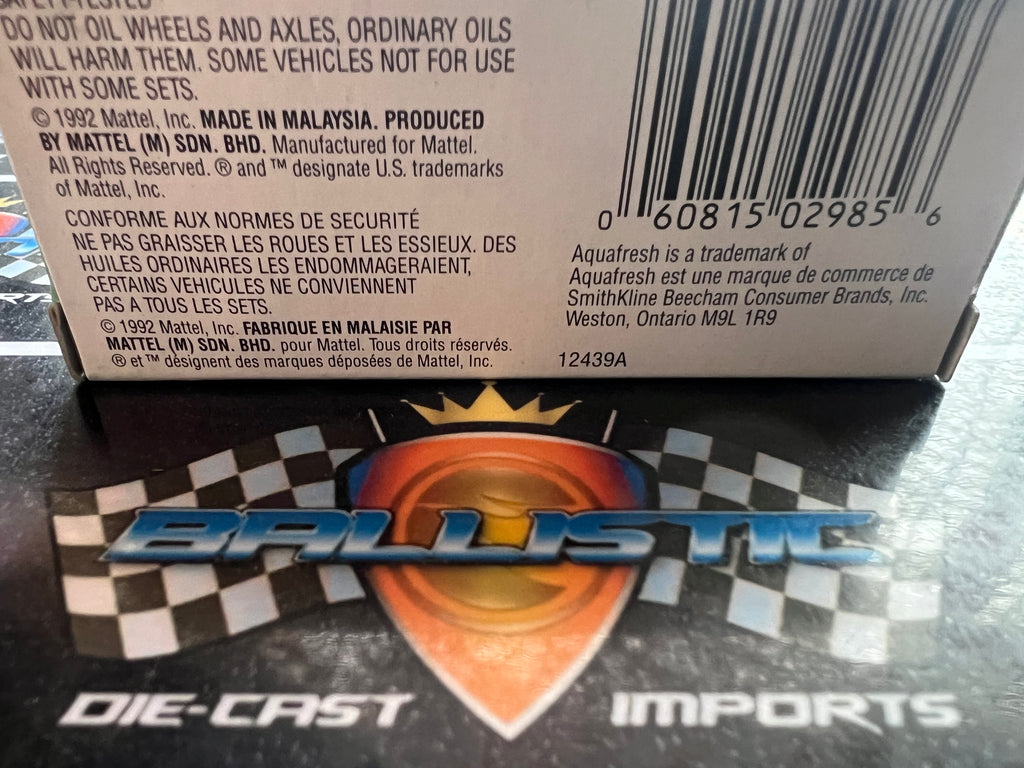 SAFETY-TESTED
DO NOT OIL WHEELS AND AXLES, ORDINARY OILS
WILL HARM THEM. SOME VEHICLES NOT FOR USE
WITH SOME SETS.
© 1992 Mattel, Inc. MADE IN MALAYSIA. PRODUCED
BY MATTEL (M) SDN. BHD. Manufactured for Mattel.
All Rights Reserved. ® and ™ designate U.S. trademarks
of Mattel, Inc.
CONFORME AUX NORMES DE SECURITÉ
NE PAS GRAISSER LES ROUES ET LES ESSIEUX. DES
HUILES ORDINAIRES LES ENDOMMAGERAIENT,
CERTAINS VEHICULES NE CONVIENNENT
PAS A TOUS LES SETS.
© 1992 Mattel, Inc. FABRIQUE EN MALAISIE PAR
MATTEL (M) SDN. BHD. pour Mattel. Tous droits réservés.
® et ™ désignent des marques déposées de Mattel, Inc.
0 60815 02985 6
Aquafresh is a trademark of
Aquafresh est une marque de commerce de
SmithKline Beecham Consumer Brands, Inc.
Weston, Ontario M9L 1R9
12439A
BALLISTIC
DIE-CAST IMPORTS